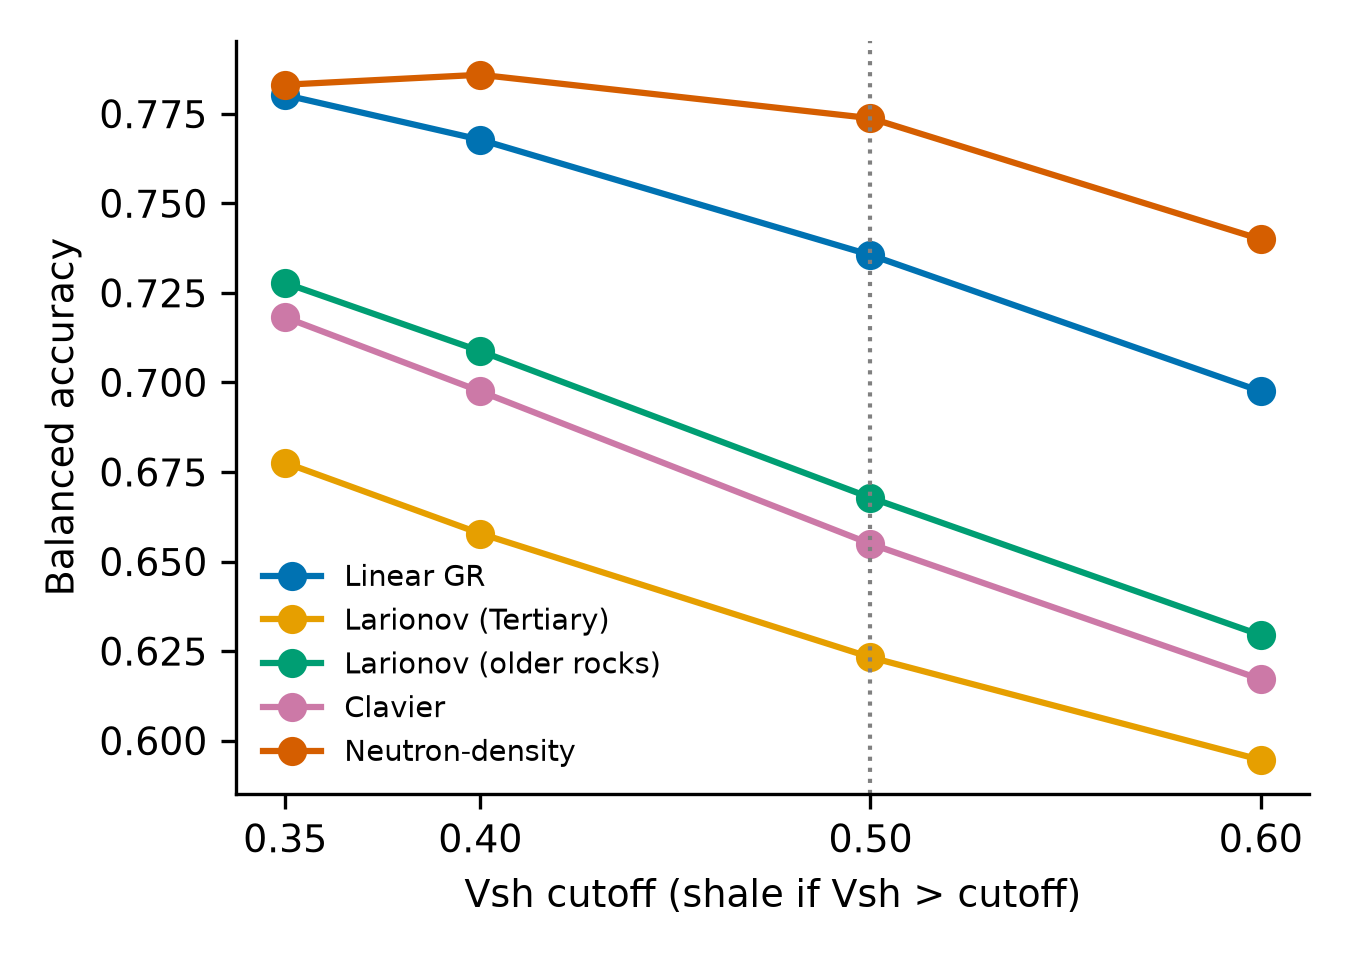 0.775
0.750
0.725
0.700
0.675
0.650
0.625
0.600
Balanced accuracy
Linear GR
Larionov (Tertiary)
Larionov (older rocks)
Clavier
Neutron-density
0.35 0.40 0.50 0.60
Vsh cutoff (shale if Vsh > cutoff)